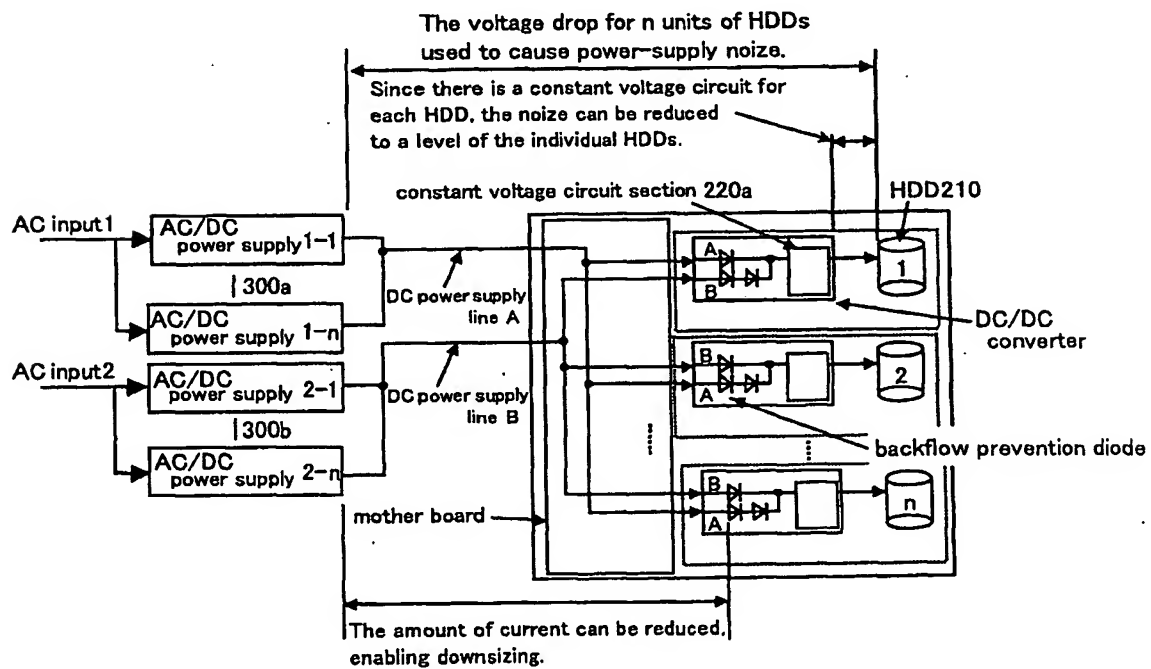 The voltage drop for n units of HDDs
used to cause power-supply noize.
Since there is a constant voltage circuit for
each HDD, the noize can be reduced
to a level of the individual HDDs.
constant voltage circuit section 220a
HDD210
AC input1
AC/DC
power supply 1-1
300a
AC/DC
power supply 1-n
DC power supply
line A
AC input2
AC/DC
power supply 2-1
300b
AC/DC
power supply 2-n
DC power supply
line B
A
B
1
DC/DC
converter
B
A
2
backflow prevention diode
B
A
n
mother board
The amount of current can be reduced,
enabling downsizing.